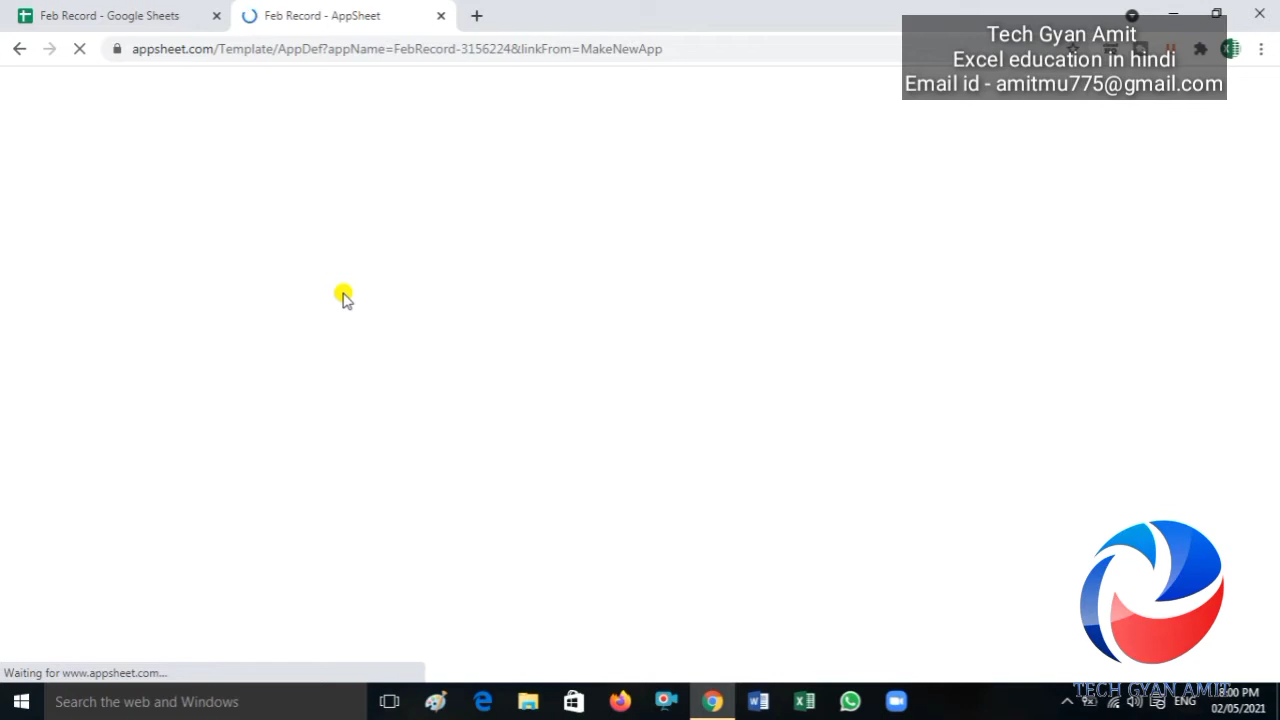 Feb Record - Google Sheets
Feb Record - AppSheet
appsheet.com/Template/AppDef?appName=FebRecord-3156224&linkFrom=MakeNewApp
Tech Gyan Amit
Excel education in hindi
Email id - amitmu775@gmail.com
Waiting for www.appsheet.com...
TECH GYAN AMIT
Search the web and Windows
ENG
8:00 PM
02/05/2021